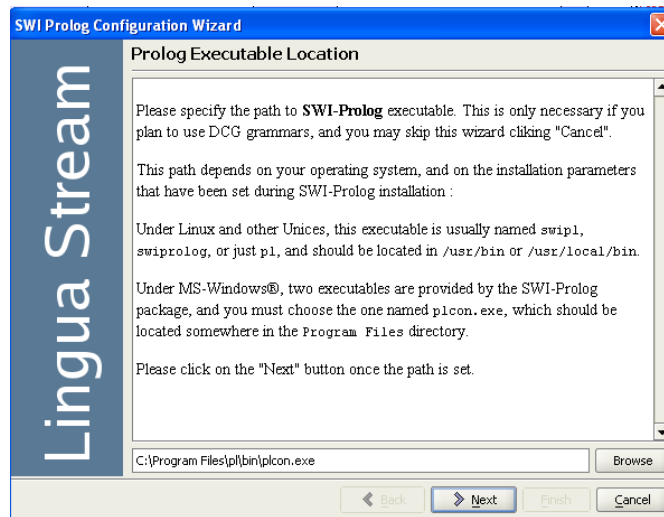 SWI Prolog Configuration Wizard
Prolog Executable Location
Lingua Stream
Please specify the path to SWI-Prolog executable. This is only necessary if you
plan to use DCG grammars, and you may skip this wizard cliking "Cancel".
This path depends on your operating system, and on the installation parameters
that have been set during SWI-Prolog installation :
Under Linux and other Unices, this executable is usually named swipl,
swiprolog, or just pl, and should be located in /usr/bin or /usr/local/bin.
Under MS-Windows®, two executables are provided by the SWI-Prolog
package, and you must choose the one named plcon.exe, which should be
located somewhere in the Program Files directory.
Please click on the "Next" button once the path is set.
C:\Program Files\pl\bin\plcon.exe
Browse
Back
Next
Finish
Cancel